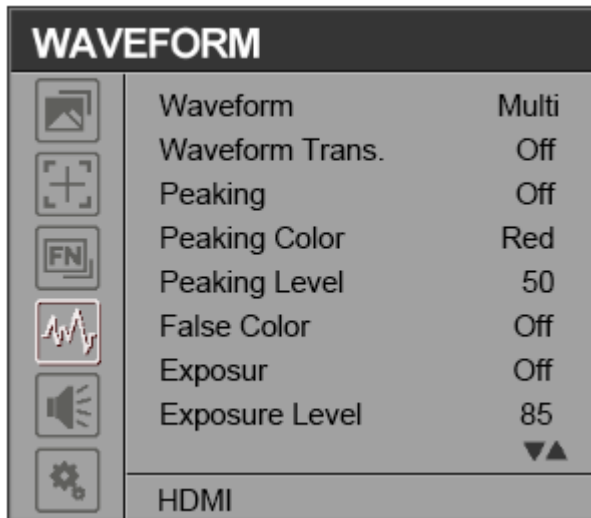 WAVEFORM
Waveform Multi
Waveform Trans. Off
Peaking Off
Peaking Color Red
Peaking Level 50
False Color Off
Exposur Off
Exposure Level 85
▼▲
FN
HDMI